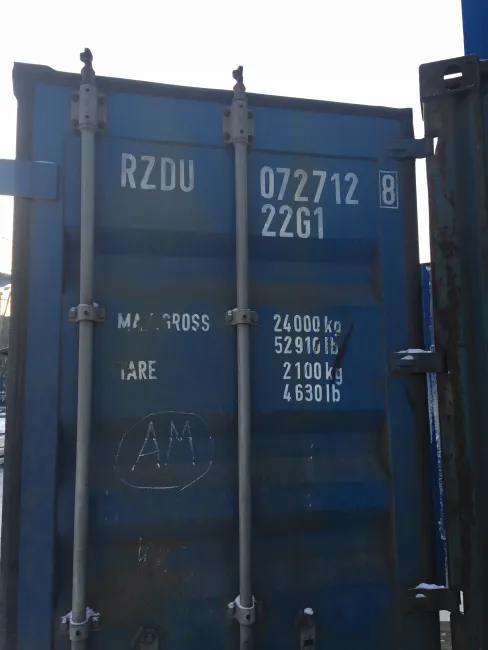 RZDU 072712 8
22G1
MAX.GROSS 24000 kg
52910 lb
TARE 2100 kg
4630 lb
AM